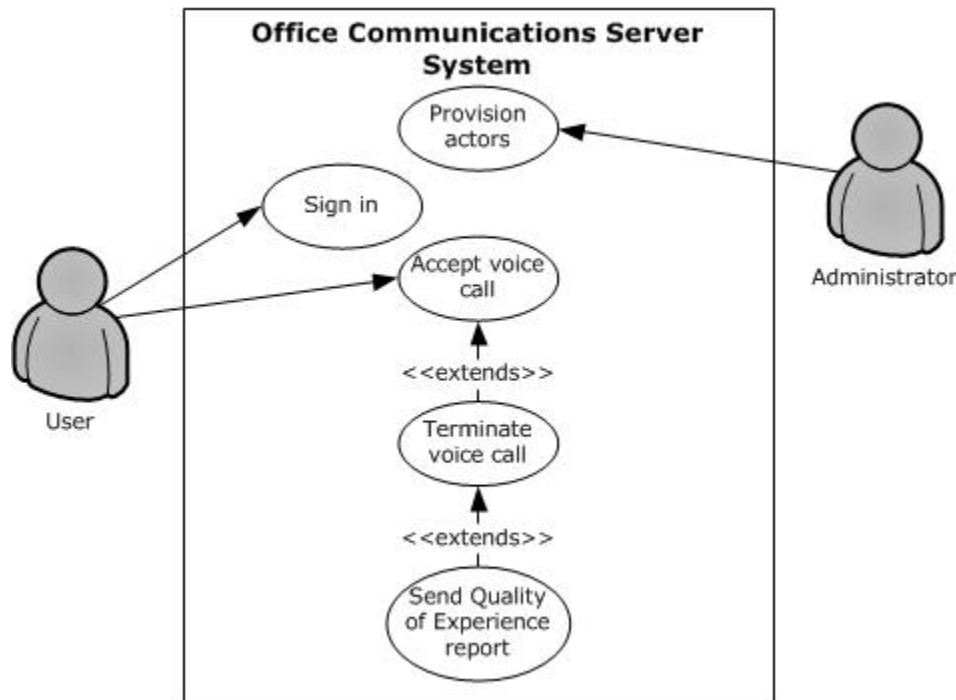 Office Communications Server
System
Provision
actors
Sign in
Accept voice
call
Administrator
<<extends>>
User
Terminate
voice call
<<extends>>
Send Quality
of Experience
report